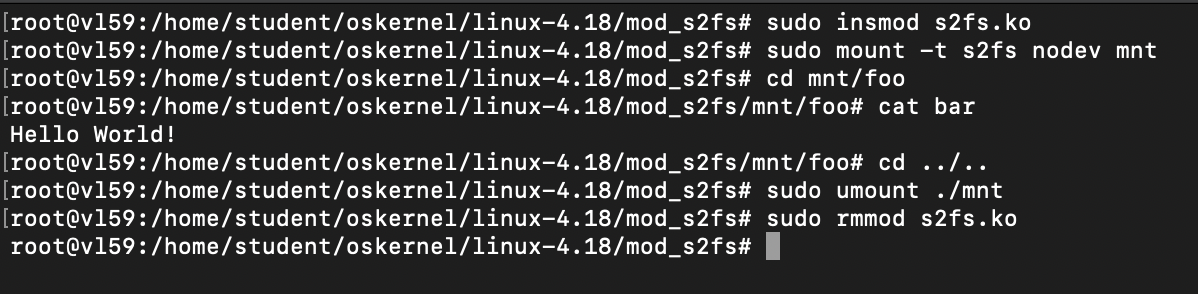 [root@vl59:/home/student/oskernel/linux-4.18/mod_s2fs# sudo insmod s2fs.ko
[root@vl59:/home/student/oskernel/linux-4.18/mod_s2fs# sudo mount -t s2fs nodev mnt
[root@vl59:/home/student/oskernel/linux-4.18/mod_s2fs# cd mnt/foo
[root@vl59:/home/student/oskernel/linux-4.18/mod_s2fs/mnt/foo# cat bar
Hello World!
[root@vl59:/home/student/oskernel/linux-4.18/mod_s2fs/mnt/foo# cd ../..
[root@vl59:/home/student/oskernel/linux-4.18/mod_s2fs# sudo umount ./mnt
[root@vl59:/home/student/oskernel/linux-4.18/mod_s2fs# sudo rmmod s2fs.ko
root@vl59:/home/student/oskernel/linux-4.18/mod_s2fs#